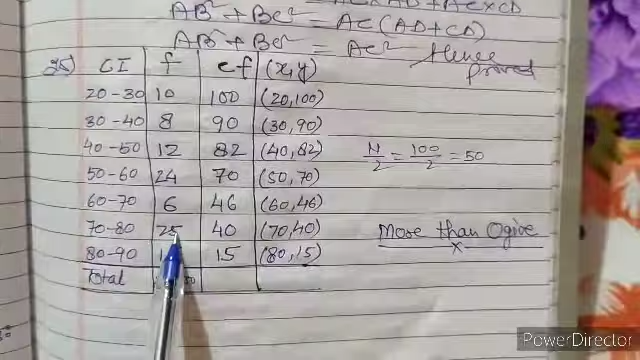 AB² + BC² = AC (AD + CD)
AB² + BC² = AC² Hence
proved
25) CI f cf (x,y)
20-30 10 100 (20,100)
30-40 8 90 (30,90)
40-50 12 82 (40,82)
50-60 24 70 (50,70)
60-70 6 46 (60,46)
70-80 25 40 (70,40)
80-90 15 (80,15)
Total
N/2 = 100/2 = 50
More than Ogive
x
PowerDirector